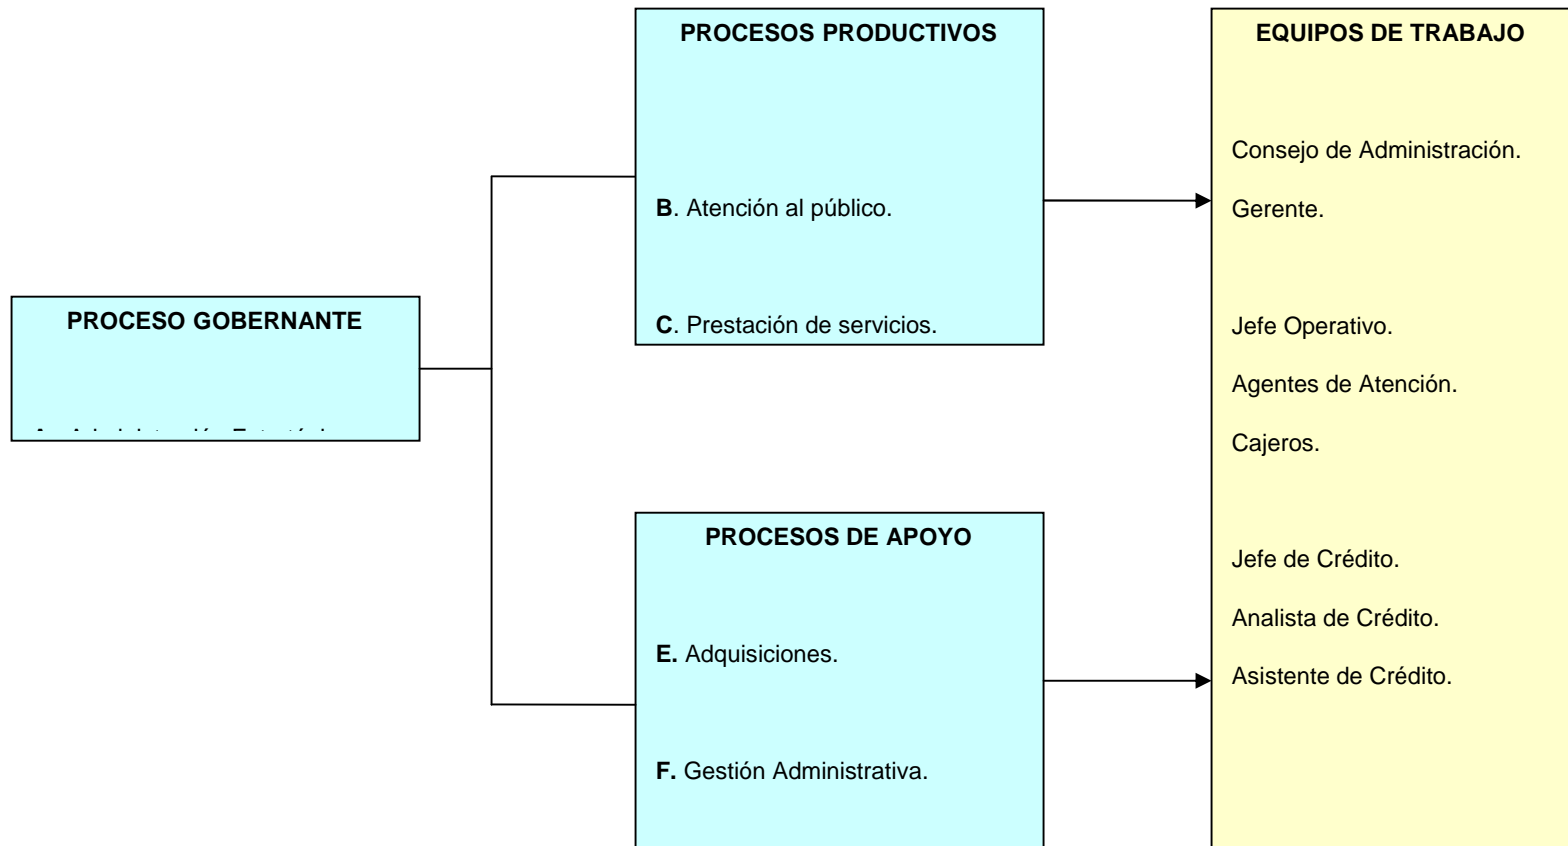 PROCESOS PRODUCTIVOS
B. Atención al público.
C. Prestación de servicios.
PROCESO GOBERNANTE
PROCESOS DE APOYO
E. Adquisiciones.
F. Gestión Administrativa.
EQUIPOS DE TRABAJO
Consejo de Administración.
Gerente.
Jefe Operativo.
Agentes de Atención.
Cajeros.
Jefe de Crédito.
Analista de Crédito.
Asistente de Crédito.